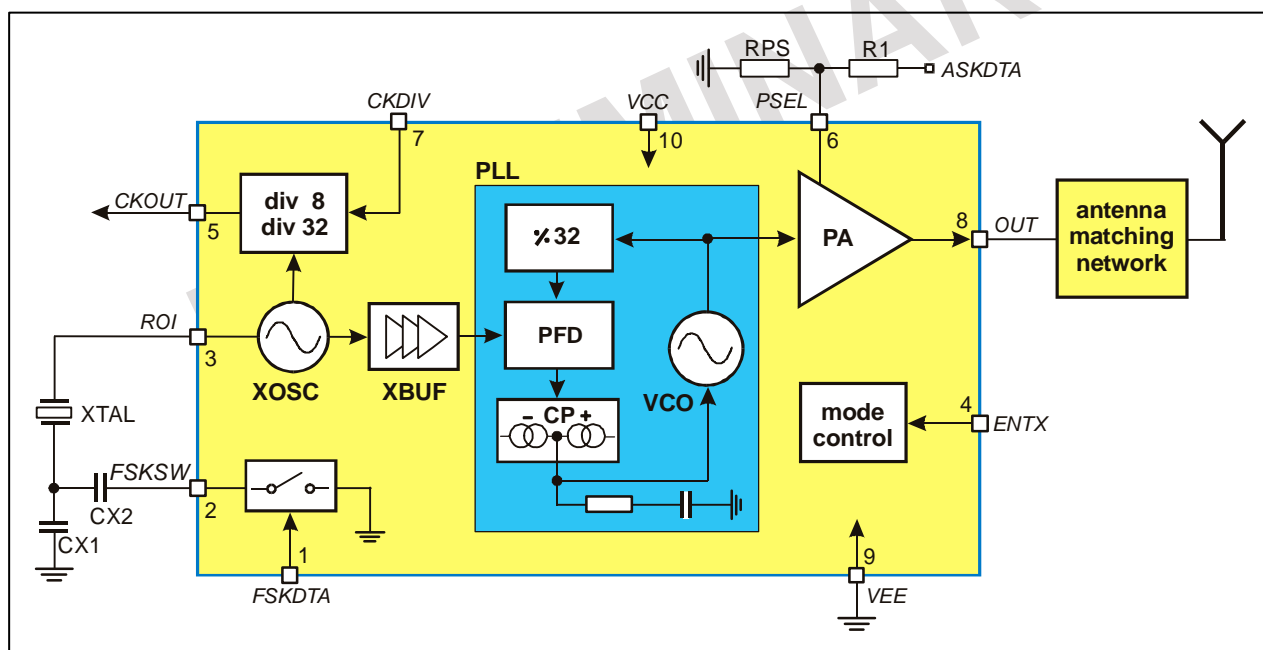 MINAR
RPS
R1
ASKDTA
CKDIV
VCC
PSEL
7
10
6
PLL
CKOUT
5
div 8
div 32
٪32
PA
8
OUT
antenna
matching
network
ROI
3
XOSC
XBUF
PFD
VCO
XTAL
- CP +
mode
control
4
ENTX
FSKSW
2
CX2
CX1
1
FSKDTA
9
VEE